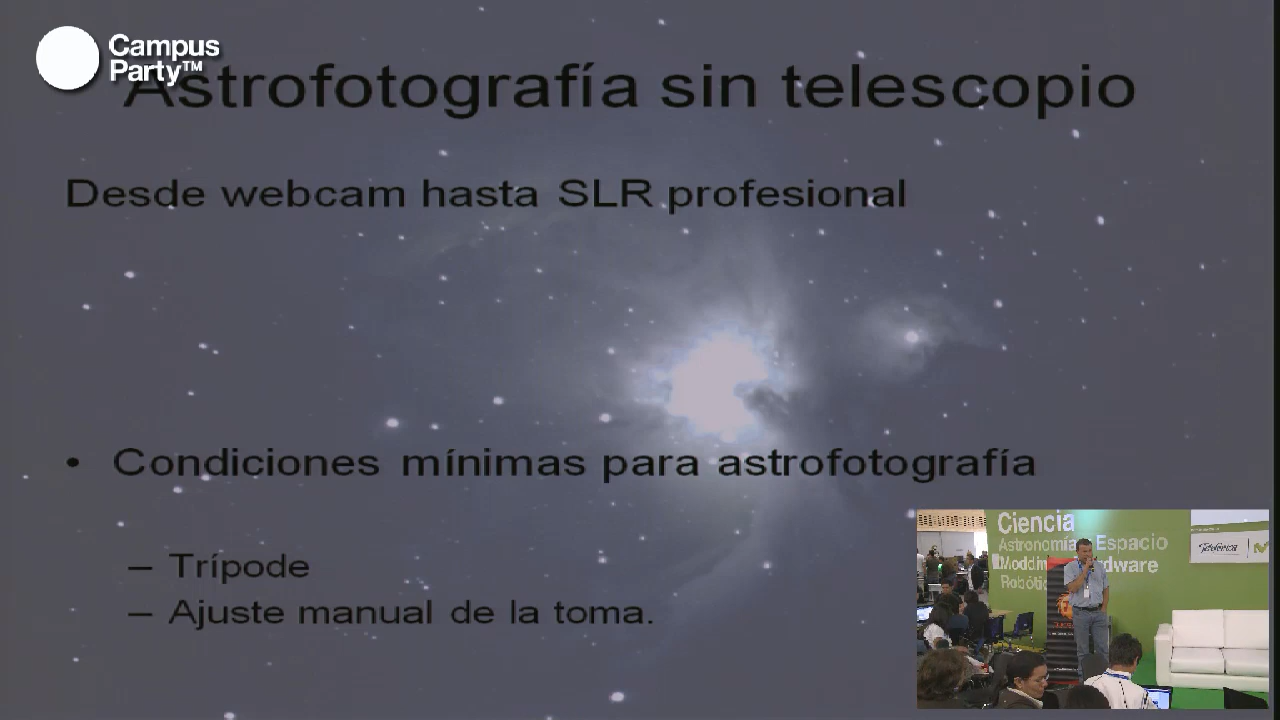 Campus
Party™
Astrofotografía sin telescopio
Desde webcam hasta SLR profesional
• Condiciones mínimas para astrofotografía
– Trípode
– Ajuste manual de la toma.
Ciencia
Astronomía Espacio
Telefónica